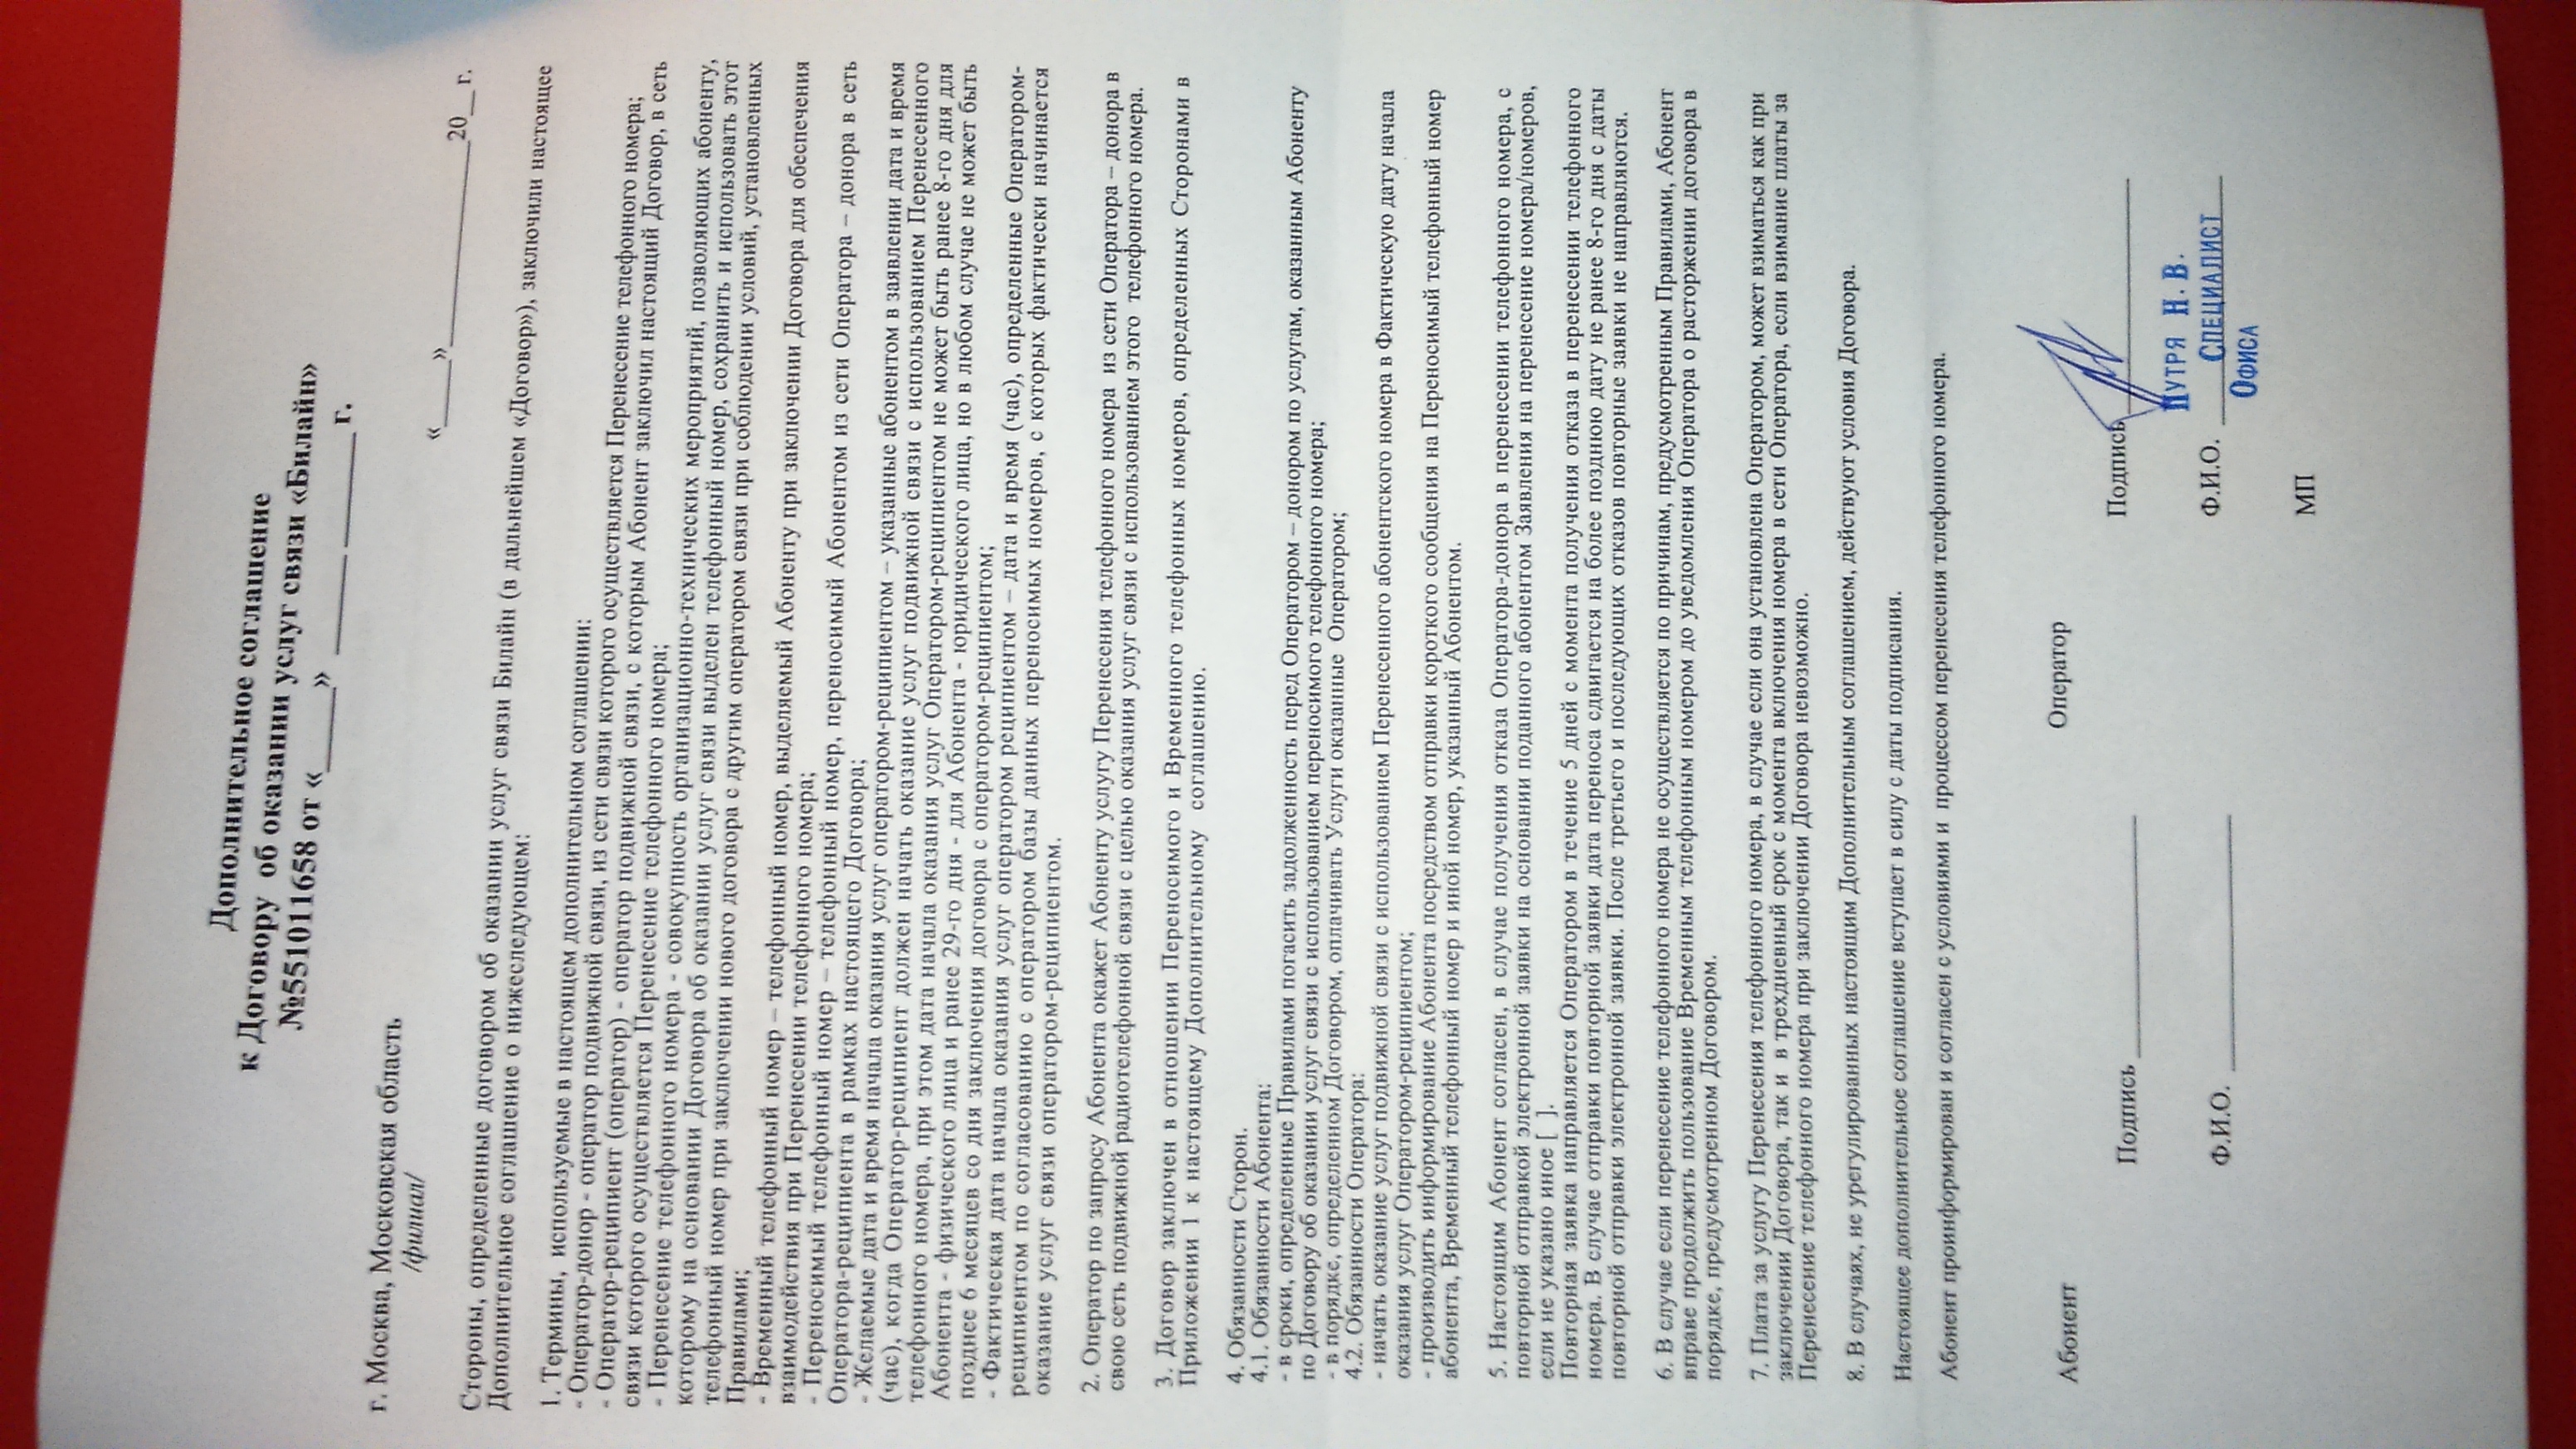 Дополнительное соглашение
к Договору об оказании услуг связи «Билайн»
№551011658 от «_____» ______ _______ г.
г. Москва, Московская область
/филиал/
«_____»_______________20__ г.
Стороны, определенные договором об оказании услуг связи Билайн (в дальнейшем «Договор»), заключили настоящее
Дополнительное соглашение о нижеследующем:
1. Термины, используемые в настоящем дополнительном соглашении:
- Оператор-донор - оператор подвижной связи, из сети связи которого осуществляется Перенесение телефонного номера;
- Оператор-реципиент (оператор) - оператор подвижной связи, с которым Абонент заключил настоящий Договор, в сеть
связи которого осуществляется Перенесение телефонного номера;
- Перенесение телефонного номера - совокупность организационно-технических мероприятий, позволяющих абоненту,
которому на основании Договора об оказании услуг связи выделен телефонный номер, сохранить и использовать этот
телефонный номер при заключении нового договора с другим оператором связи при соблюдении условий, установленных
Правилами;
- Временный телефонный номер – телефонный номер, выделяемый Абоненту при заключении Договора для обеспечения
взаимодействия при Перенесении телефонного номера;
- Переносимый телефонный номер – телефонный номер, переносимый Абонентом из сети Оператора – донора в сеть
Оператора-реципиента в рамках настоящего Договора;
- Желаемые дата и время начала оказания услуг оператором-реципиентом – указанные абонентом в заявлении дата и время
(час), когда Оператор-реципиент должен начать оказание услуг подвижной связи с использованием Перенесенного
телефонного номера, при этом дата начала оказания услуг Оператором-реципиентом не может быть ранее 8-го дня для
Абонента - физического лица и ранее 29-го дня - для Абонента - юридического лица, но в любом случае не может быть
позднее 6 месяцев со дня заключения договора с оператором-реципиентом;
- Фактическая дата начала оказания услуг оператором реципиентом – дата и время (час), определенные Оператором-
реципиентом по согласованию с оператором базы данных переносимых номеров, с которых фактически начинается
оказание услуг связи оператором-реципиентом.
2. Оператор по запросу Абонента окажет Абоненту услугу Перенесения телефонного номера из сети Оператора – донора в
свою сеть подвижной радиотелефонной связи с целью оказания услуг связи с использованием этого телефонного номера.
3. Договор заключен в отношении Переносимого и Временного телефонных номеров, определенных Сторонами в
Приложении 1 к настоящему Дополнительному соглашению.
4. Обязанности Сторон.
4.1. Обязанности Абонента:
- в сроки, определенные Правилами погасить задолженность перед Оператором – донором по услугам, оказанным Абоненту
по Договору об оказании услуг связи с использованием переносимого телефонного номера;
- в порядке, определенном Договором, оплачивать Услуги оказанные Оператором;
4.2. Обязанности Оператора:
- начать оказание услуг подвижной связи с использованием Перенесенного абонентского номера в Фактическую дату начала
оказания услуг Оператором-реципиентом;
- производить информирование Абонента посредством отправки короткого сообщения на Переносимый телефонный номер
абонента, Временный телефонный номер и иной номер, указанный Абонентом.
5. Настоящим Абонент согласен, в случае получения отказа Оператора-донора в перенесении телефонного номера, с
повторной отправкой электронной заявки на основании поданного абонентом Заявления на перенесение номера/номеров,
если не указано иное [ ].
Повторная заявка направляется Оператором в течение 5 дней с момента получения отказа в перенесении телефонного
номера. В случае отправки повторной заявки дата переноса сдвигается на более позднюю дату не ранее 8-го дня с даты
повторной отправки электронной заявки. После третьего и последующих отказов повторные заявки не направляются.
6. В случае если перенесение телефонного номера не осуществляется по причинам, предусмотренным Правилами, Абонент
вправе продолжить пользование Временным телефонным номером до уведомления Оператора о расторжении договора в
порядке, предусмотренном Договором.
7. Плата за услугу Перенесения телефонного номера, в случае если она установлена Оператором, может взиматься как при
заключении Договора, так и в трехдневный срок с момента включения номера в сети Оператора, если взимание платы за
Перенесение телефонного номера при заключении Договора невозможно.
8. В случаях, не урегулированных настоящим Дополнительным соглашением, действуют условия Договора.
Настоящее дополнительное соглашение вступает в силу с даты подписания.
Абонент проинформирован и согласен с условиями и процессом перенесения телефонного номера.
Абонент Оператор
Подпись __________________ Подпись__________________
ПУТРЯ Н. В.
Ф.И.О. ___________________ Ф.И.О. СПЕЦИАЛИСТ
ОФИСА
МП